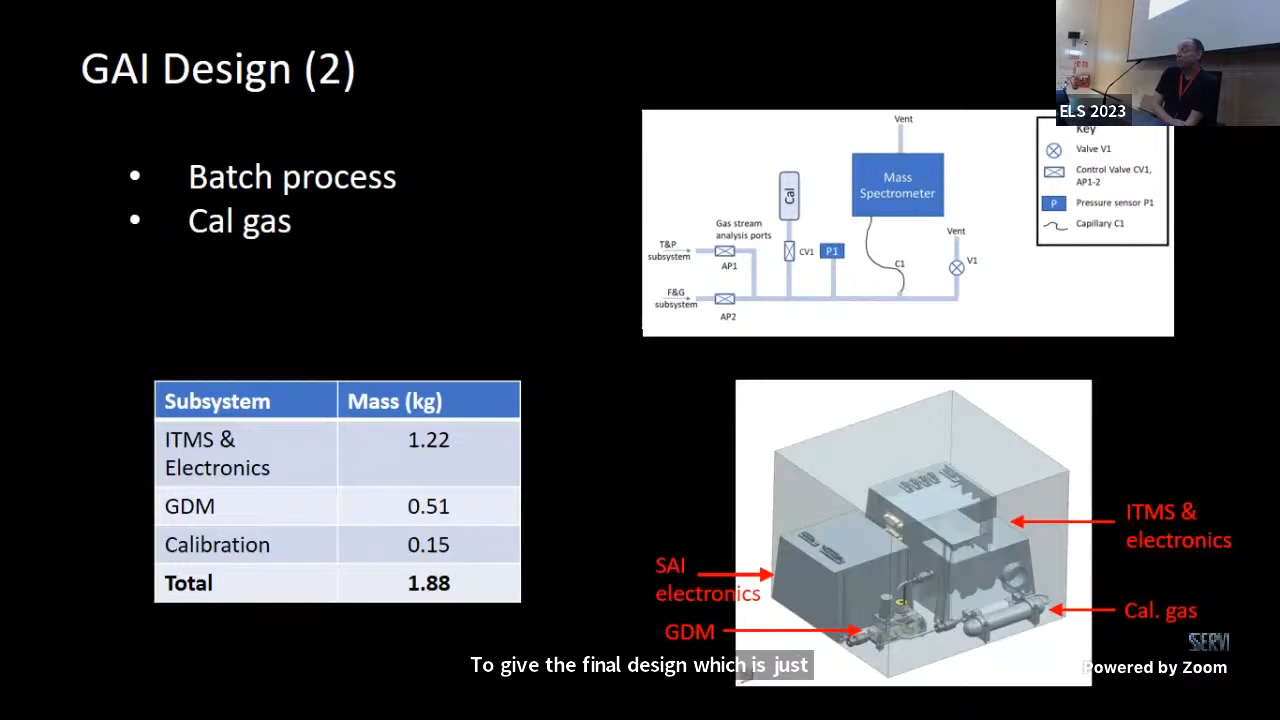 GAI Design (2)
• Batch process
• Cal gas
Vent
Mass
Spectrometer
Cal
Gas stream
analysis ports
T&P
subsystem
AP1
CV1
P1
C1
Vent
V1
F&G
subsystem
AP2
Key
Valve V1
Control Valve CV1,
AP1-2
P
Pressure sensor P1
Capillary C1
ELS 2023
Subsystem Mass (kg)
ITMS &
Electronics 1.22
GDM 0.51
Calibration 0.15
Total 1.88
SAI
electronics
GDM
ITMS &
electronics
Cal. gas
To give the final design which is just
Powered by Zoom